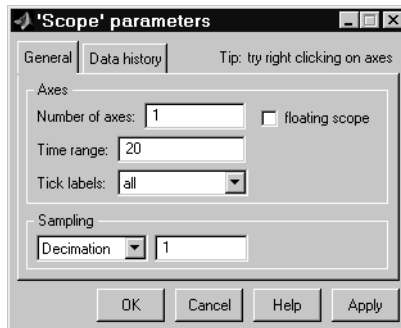 'Scope' parameters
General Data history Tip: try right clicking on axes
Axes
Number of axes: 1 floating scope
Time range: 20
Tick labels: all
Sampling
Decimation 1
OK Cancel Help Apply